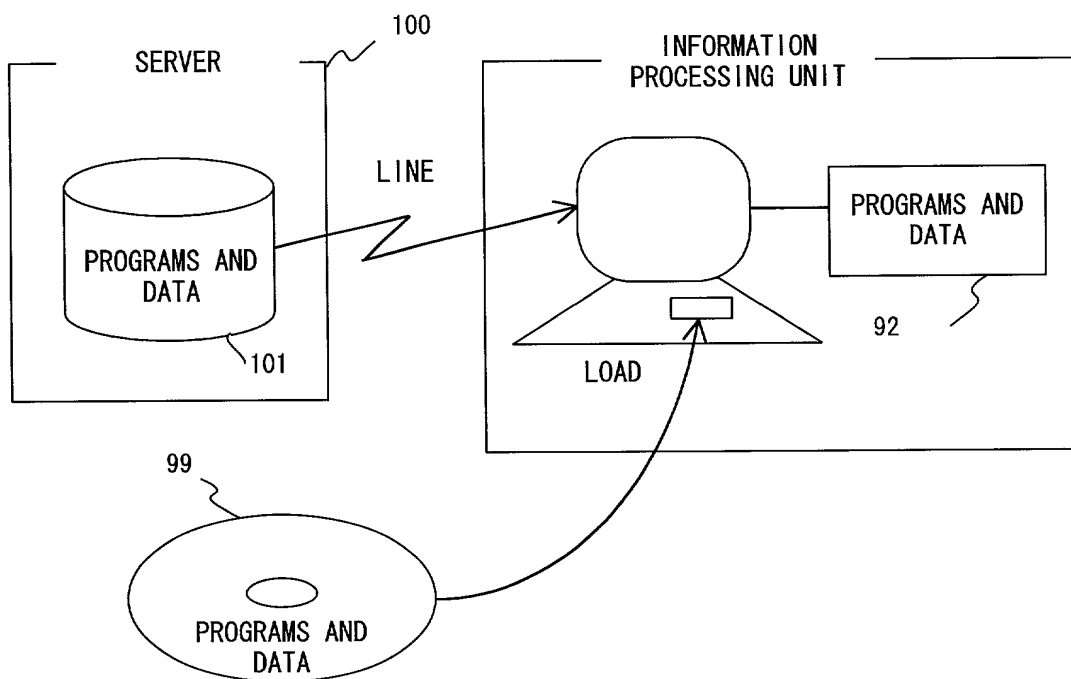 100
SERVER
INFORMATION
PROCESSING UNIT
LINE
PROGRAMS AND
DATA
101
PROGRAMS AND
DATA
92
LOAD
99
PROGRAMS AND
DATA